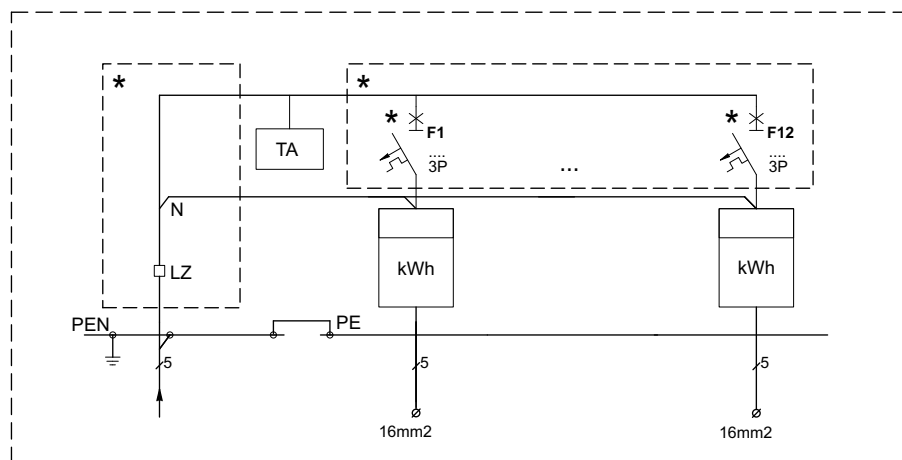 *
*
*
F1
....
3P
*
F12
....
3P
TA
...
N
kWh
kWh
LZ
PEN
PE
5
5
5
16mm2
16mm2